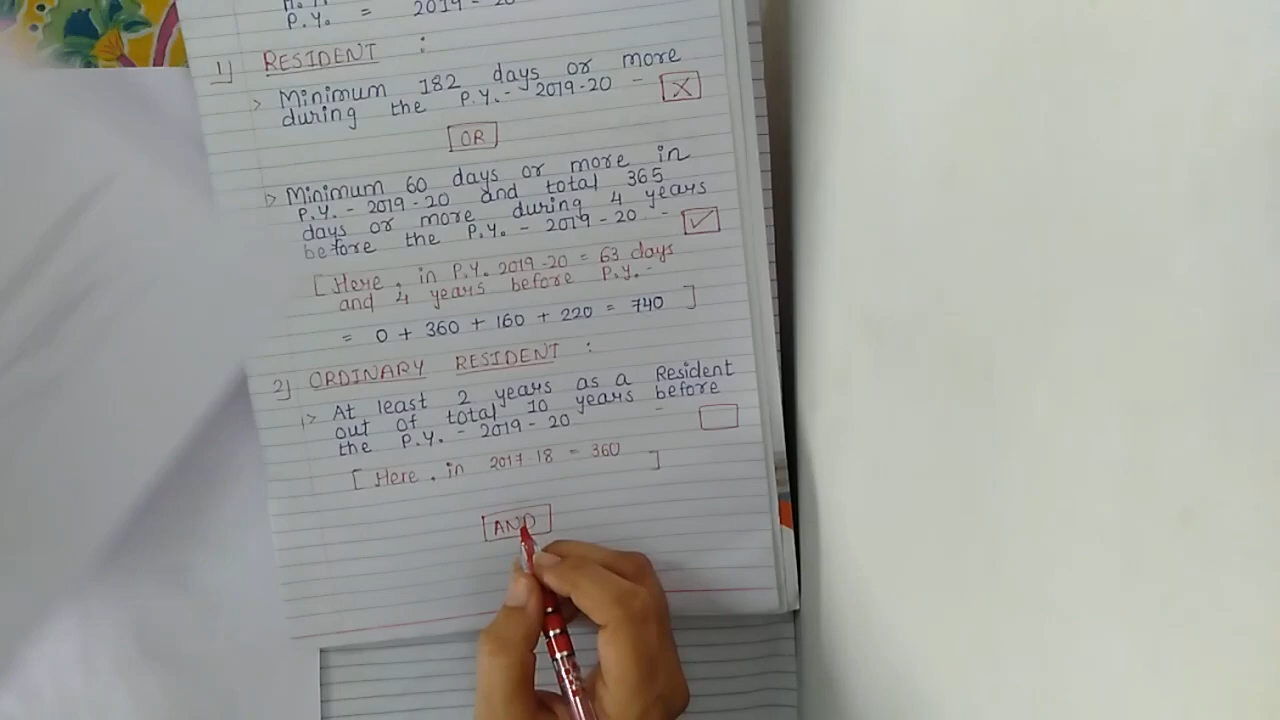 P.Y. = 2019-20
1) RESIDENT :
> Minimum 182 days or more
during the P.Y. - 2019-20 - X
OR
> Minimum 60 days or more in
P.Y. - 2019-20 and total 365
days or more during 4 years
before the P.Y. - 2019-20 - ✓
[ Here, in P.Y. 2019-20 = 63 days
and 4 years before P.Y. -
= 0 + 360 + 160 + 220 = 740 ]
2) ORDINARY RESIDENT :
> At least 2 years as a Resident
out of total 10 years before
the P.Y. - 2019-20 -
[ Here, in 2017-18 = 360 ]
AND